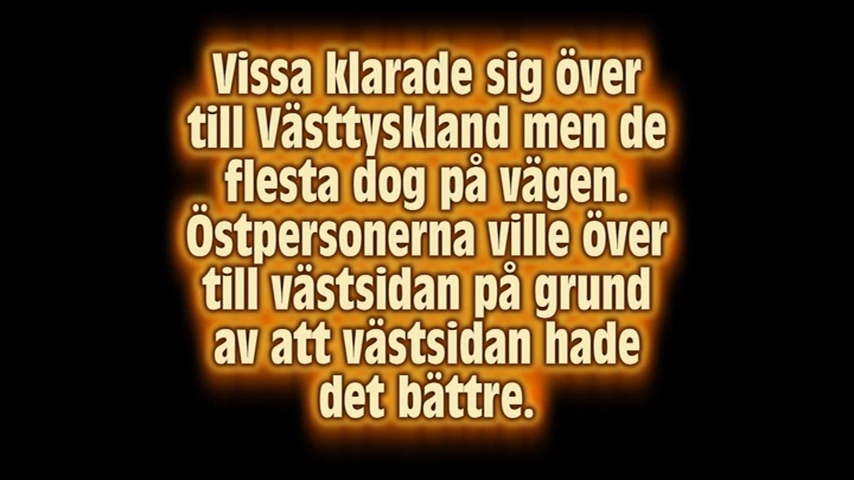 Vissa klarade sig över
till Västtyskland men de
flesta dog på vägen.
Östpersonerna ville över
till västsidan på grund
av att västsidan hade
det bättre.